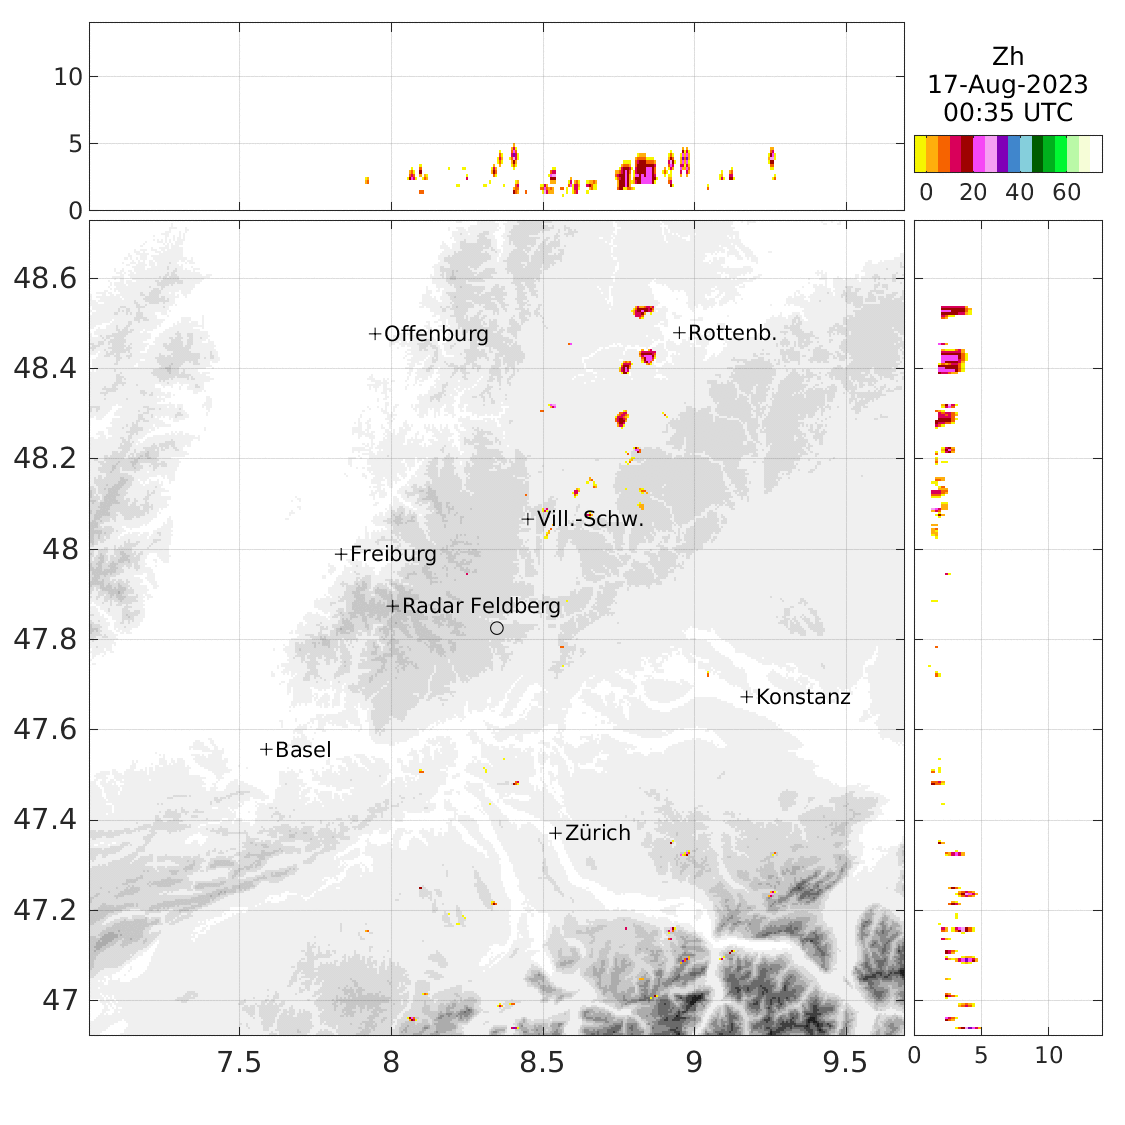 10
5
0
Zh
17-Aug-2023
00:35 UTC
0 20 40 60
48.6
48.4
48.2
48
47.8
47.6
47.4
47.2
47
Offenburg
Rottenb.
Vill.-Schw.
Freiburg
Radar Feldberg
Konstanz
Basel
Zürich
7.5 8 8.5 9 9.5
0 5 10